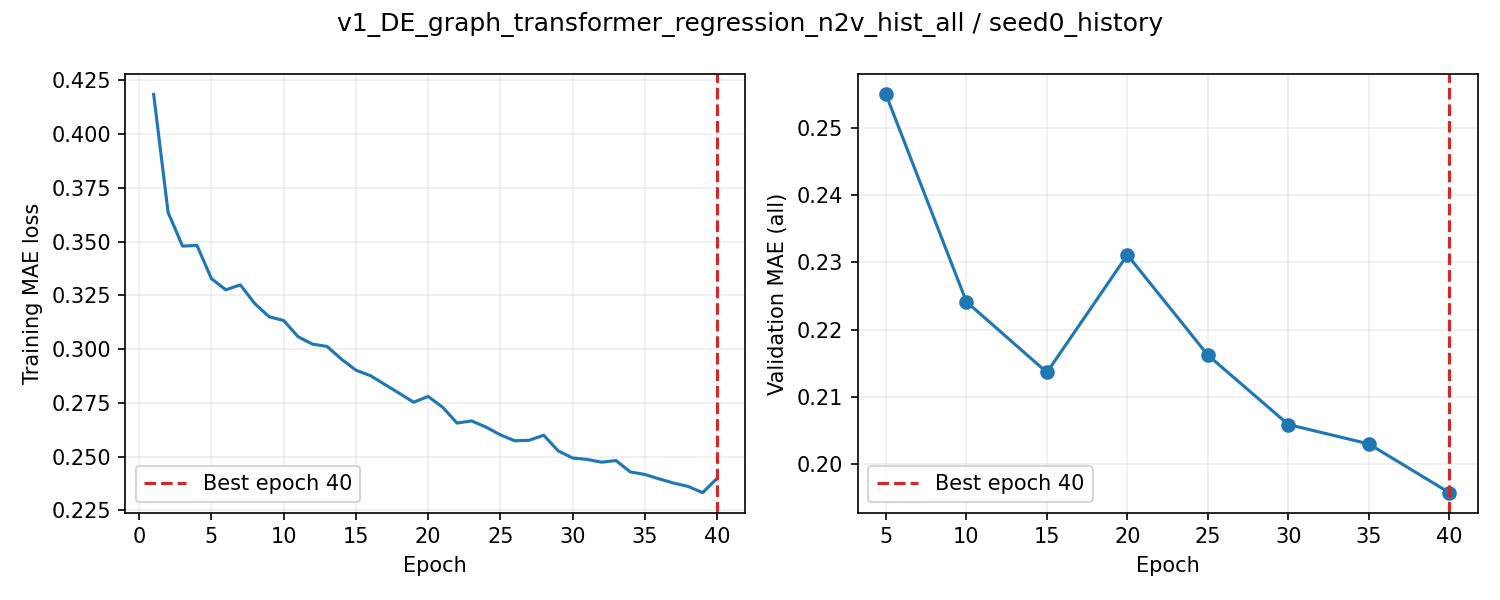 v1_DE_graph_transformer_regression_n2v_hist_all / seed0_history
Training MAE loss
0.425
0.400
0.375
0.350
0.325
0.300
0.275
0.250
0.225
Best epoch 40
0 5 10 15 20 25 30 35 40
Epoch
Validation MAE (all)
0.25
0.24
0.23
0.22
0.21
0.20
Best epoch 40
5 10 15 20 25 30 35 40
Epoch